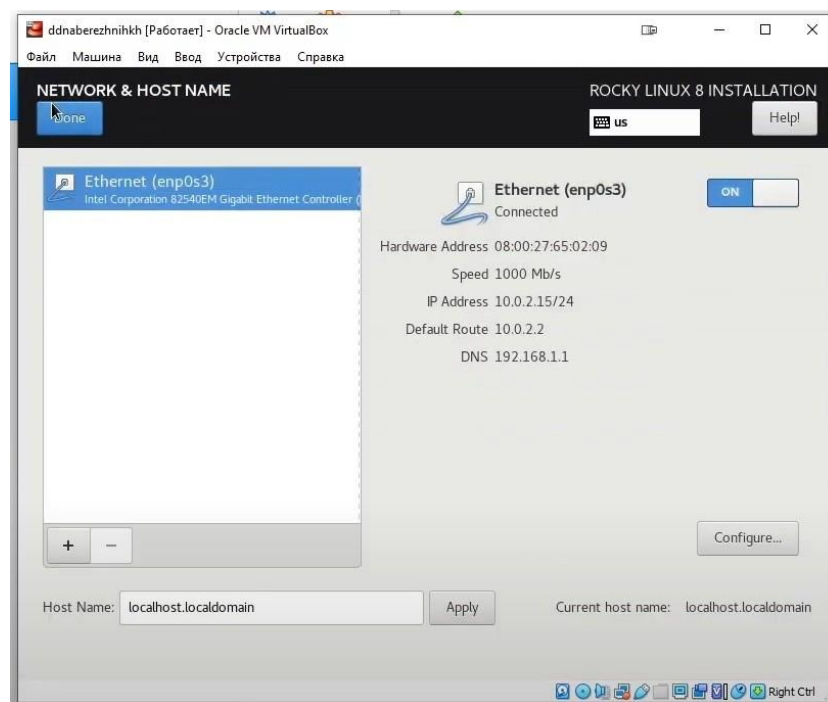 ddnaberezhnihkh [Работает] - Oracle VM VirtualBox
Файл Машина Вид Ввод Устройства Справка
NETWORK & HOST NAME
ROCKY LINUX 8 INSTALLATION
Done
us
Help!
Ethernet (enp0s3)
Intel Corporation 82540EM Gigabit Ethernet Controller (
Ethernet (enp0s3)
Connected
ON
Hardware Address 08:00:27:65:02:09
Speed 1000 Mb/s
IP Address 10.0.2.15/24
Default Route 10.0.2.2
DNS 192.168.1.1
+ −
Configure...
Host Name: localhost.localdomain Apply Current host name: localhost.localdomain
Right Ctrl